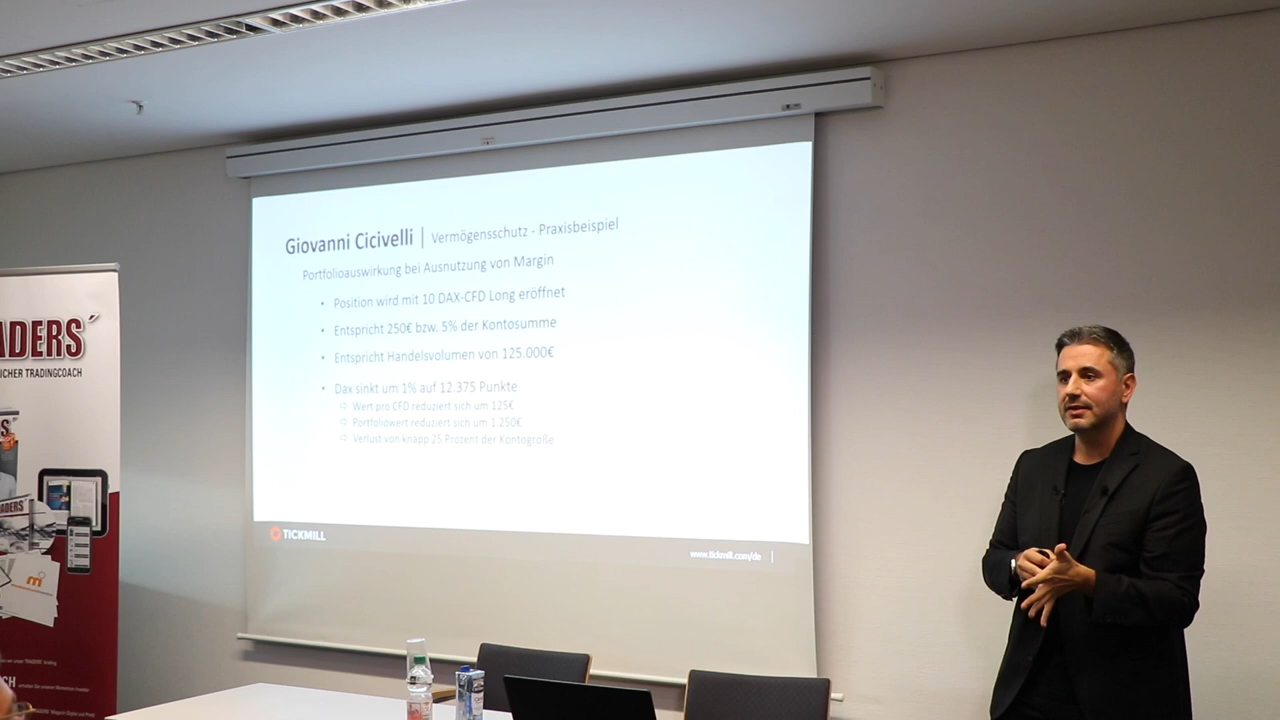 Giovanni Cicivelli | Vermögensschutz - Praxisbeispiel
Portfolioauswirkung bei Ausnutzung von Margin
• Position wird mit 10 DAX-CFD Long eröffnet
• Entspricht 250€ bzw. 5% der Kontosumme
• Entspricht Handelsvolumen von 125.000€
• Dax sinkt um 1% auf 12.375 Punkte
⇨ Wert pro CFD reduziert sich um 125€
⇨ Portfoliowert reduziert sich um 1.250€
⇨ Verlust von knapp 25 Prozent der Kontogröße
TICKMILL
www.tickmill.com/de |
ADERS´
ICHER TRADINGCOACH
ADERS´